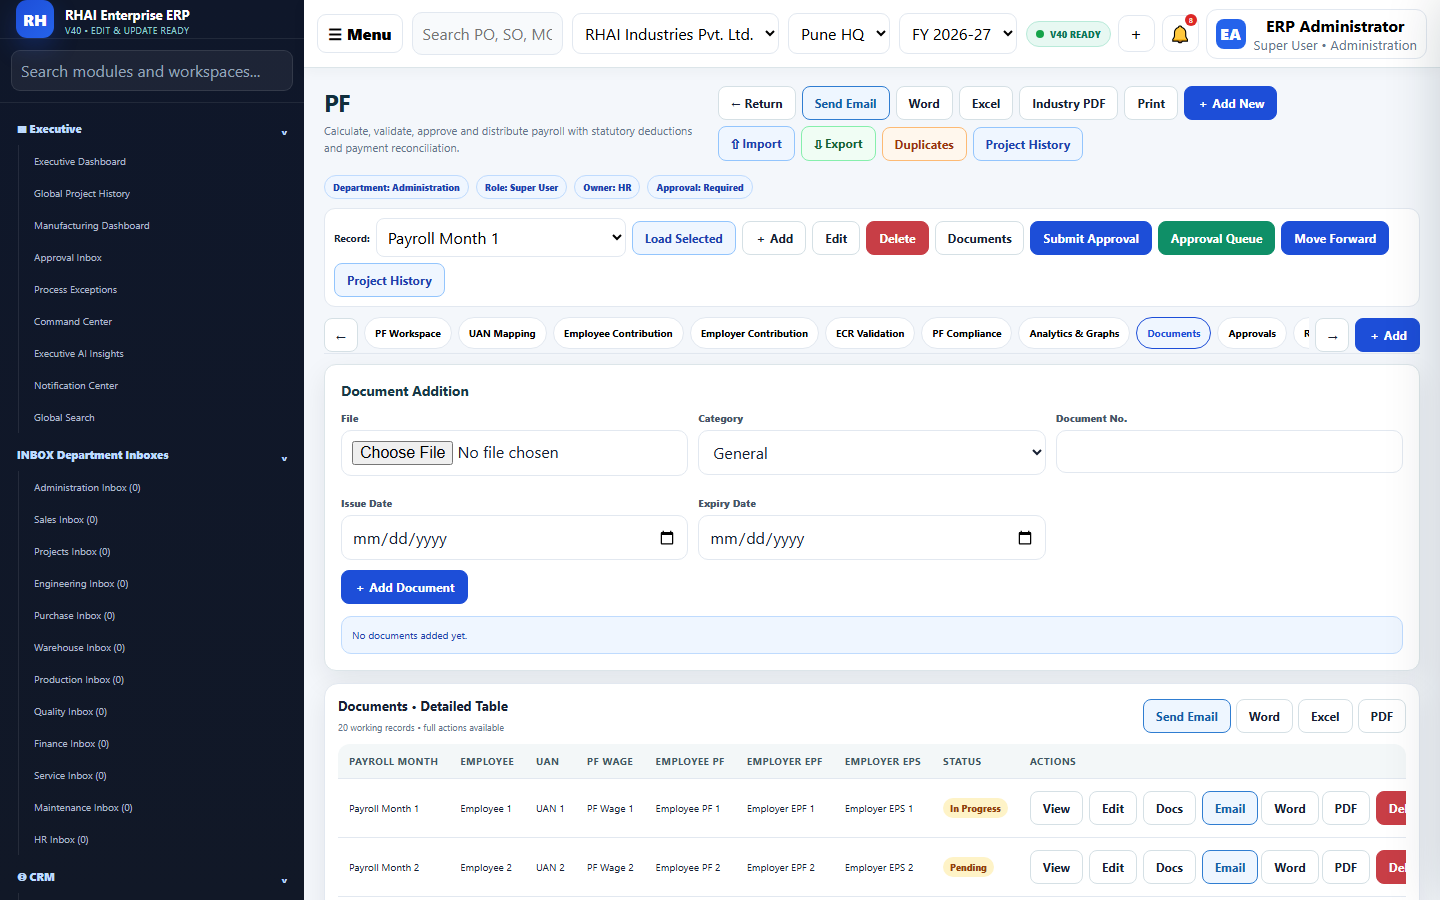 RH
RHAI Enterprise ERP
V40 • EDIT & UPDATE READY
Search modules and workspaces...
Executive
Executive Dashboard
Global Project History
Manufacturing Dashboard
Approval Inbox
Process Exceptions
Command Center
Executive AI Insights
Notification Center
Global Search
INBOX Department Inboxes
Administration Inbox (0)
Sales Inbox (0)
Projects Inbox (0)
Engineering Inbox (0)
Purchase Inbox (0)
Warehouse Inbox (0)
Production Inbox (0)
Quality Inbox (0)
Finance Inbox (0)
Service Inbox (0)
Maintenance Inbox (0)
HR Inbox (0)
CRM
☰ Menu
Search PO, SO, MO
RHAI Industries Pvt. Ltd.
Pune HQ
FY 2026-27
V40 READY
+
8
EA
ERP Administrator
Super User • Administration
PF
Calculate, validate, approve and distribute payroll with statutory deductions
and payment reconciliation.
← Return
Send Email
Word
Excel
Industry PDF
Print
+ Add New
⇧ Import
⇩ Export
Duplicates
Project History
Department: Administration
Role: Super User
Owner: HR
Approval: Required
Record:
Payroll Month 1
Load Selected
+ Add
Edit
Delete
Documents
Submit Approval
Approval Queue
Move Forward
Project History
←
PF Workspace
UAN Mapping
Employee Contribution
Employer Contribution
ECR Validation
PF Compliance
Analytics & Graphs
Documents
Approvals
R
→
+ Add
Document Addition
File
Category
Document No.
Choose File No file chosen
General
Issue Date
Expiry Date
mm/dd/yyyy
mm/dd/yyyy
+ Add Document
No documents added yet.
Documents • Detailed Table
20 working records • full actions available
Send Email
Word
Excel
PDF
PAYROLL MONTH EMPLOYEE UAN PF WAGE EMPLOYEE PF EMPLOYER EPF EMPLOYER EPS STATUS ACTIONS
Payroll Month 1 Employee 1 UAN 1 PF Wage 1 Employee PF 1 Employer EPF 1 Employer EPS 1 In Progress View Edit Docs Email Word PDF Del
Payroll Month 2 Employee 2 UAN 2 PF Wage 2 Employee PF 2 Employer EPF 2 Employer EPS 2 Pending View Edit Docs Email Word PDF Del